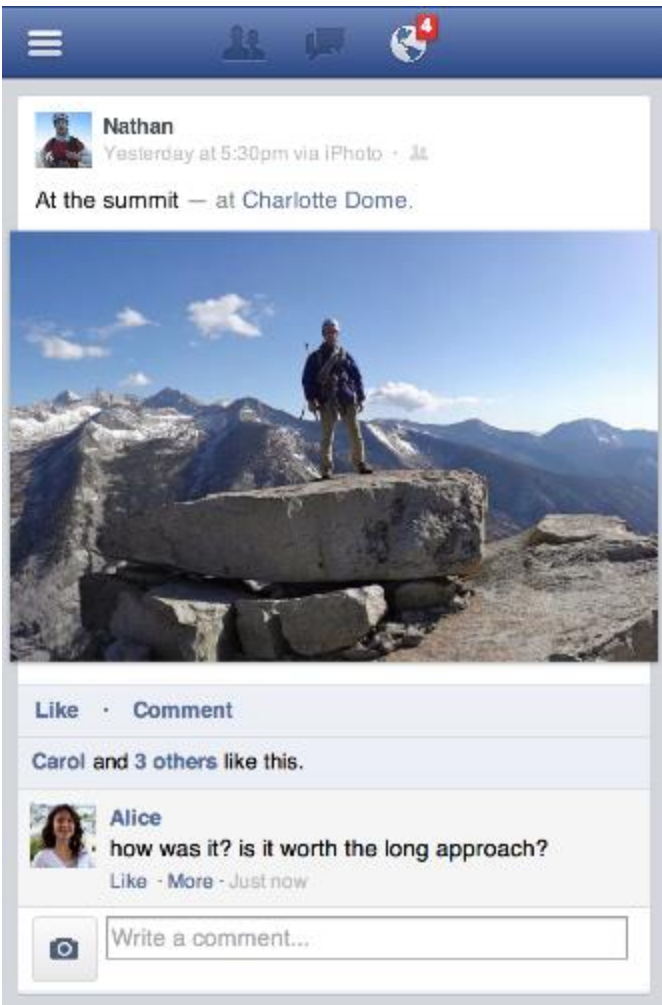 4
Nathan
Yesterday at 5:30pm via iPhoto ·
At the summit — at Charlotte Dome.
Like · Comment
Carol and 3 others like this.
Alice
how was it? is it worth the long approach?
Like · More · Just now
Write a comment...